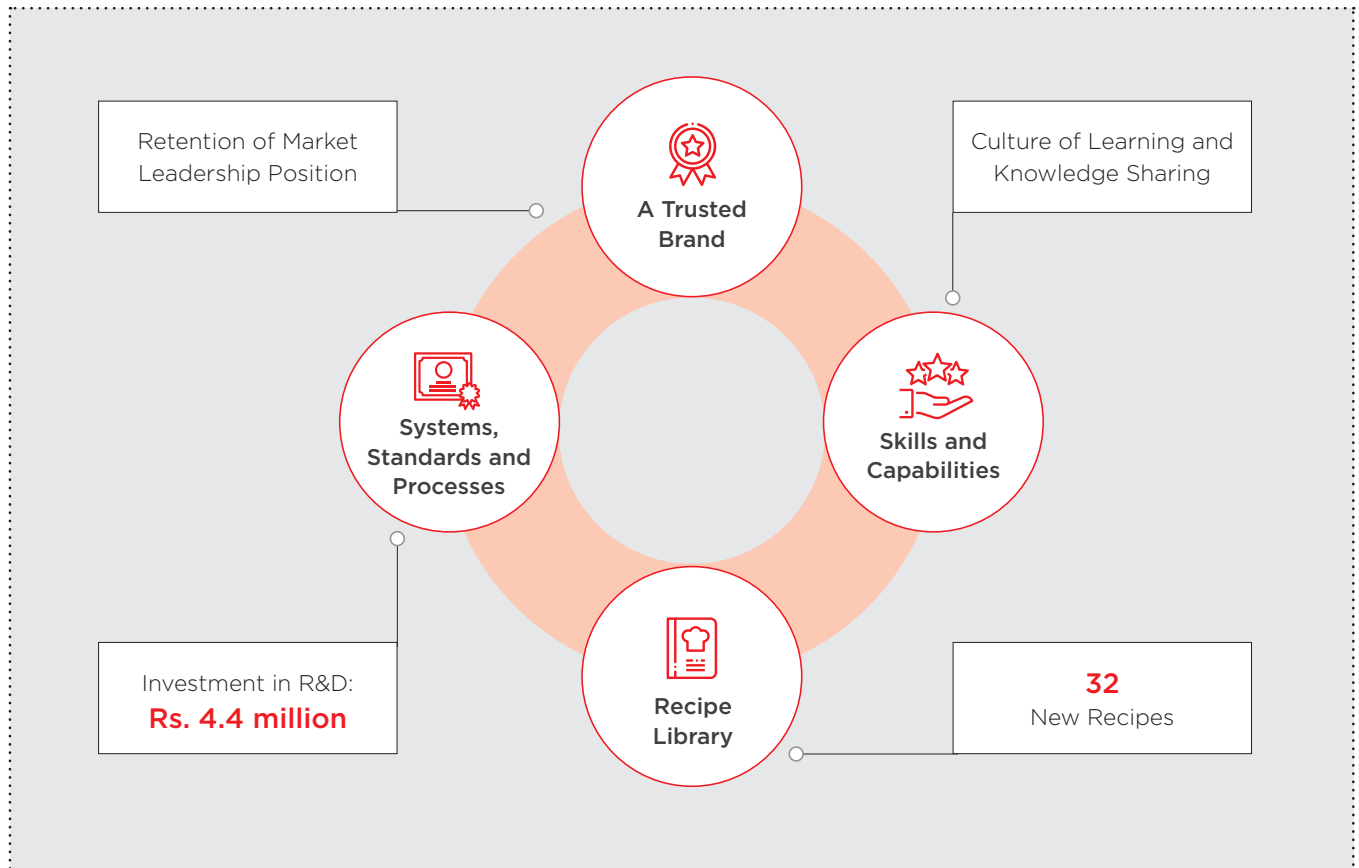 Retention of Market
Leadership Position
A Trusted
Brand
Culture of Learning and
Knowledge Sharing
Systems,
Standards and
Processes
Skills and
Capabilities
Investment in R&D:
Rs. 4.4 million
Recipe
Library
32
New Recipes